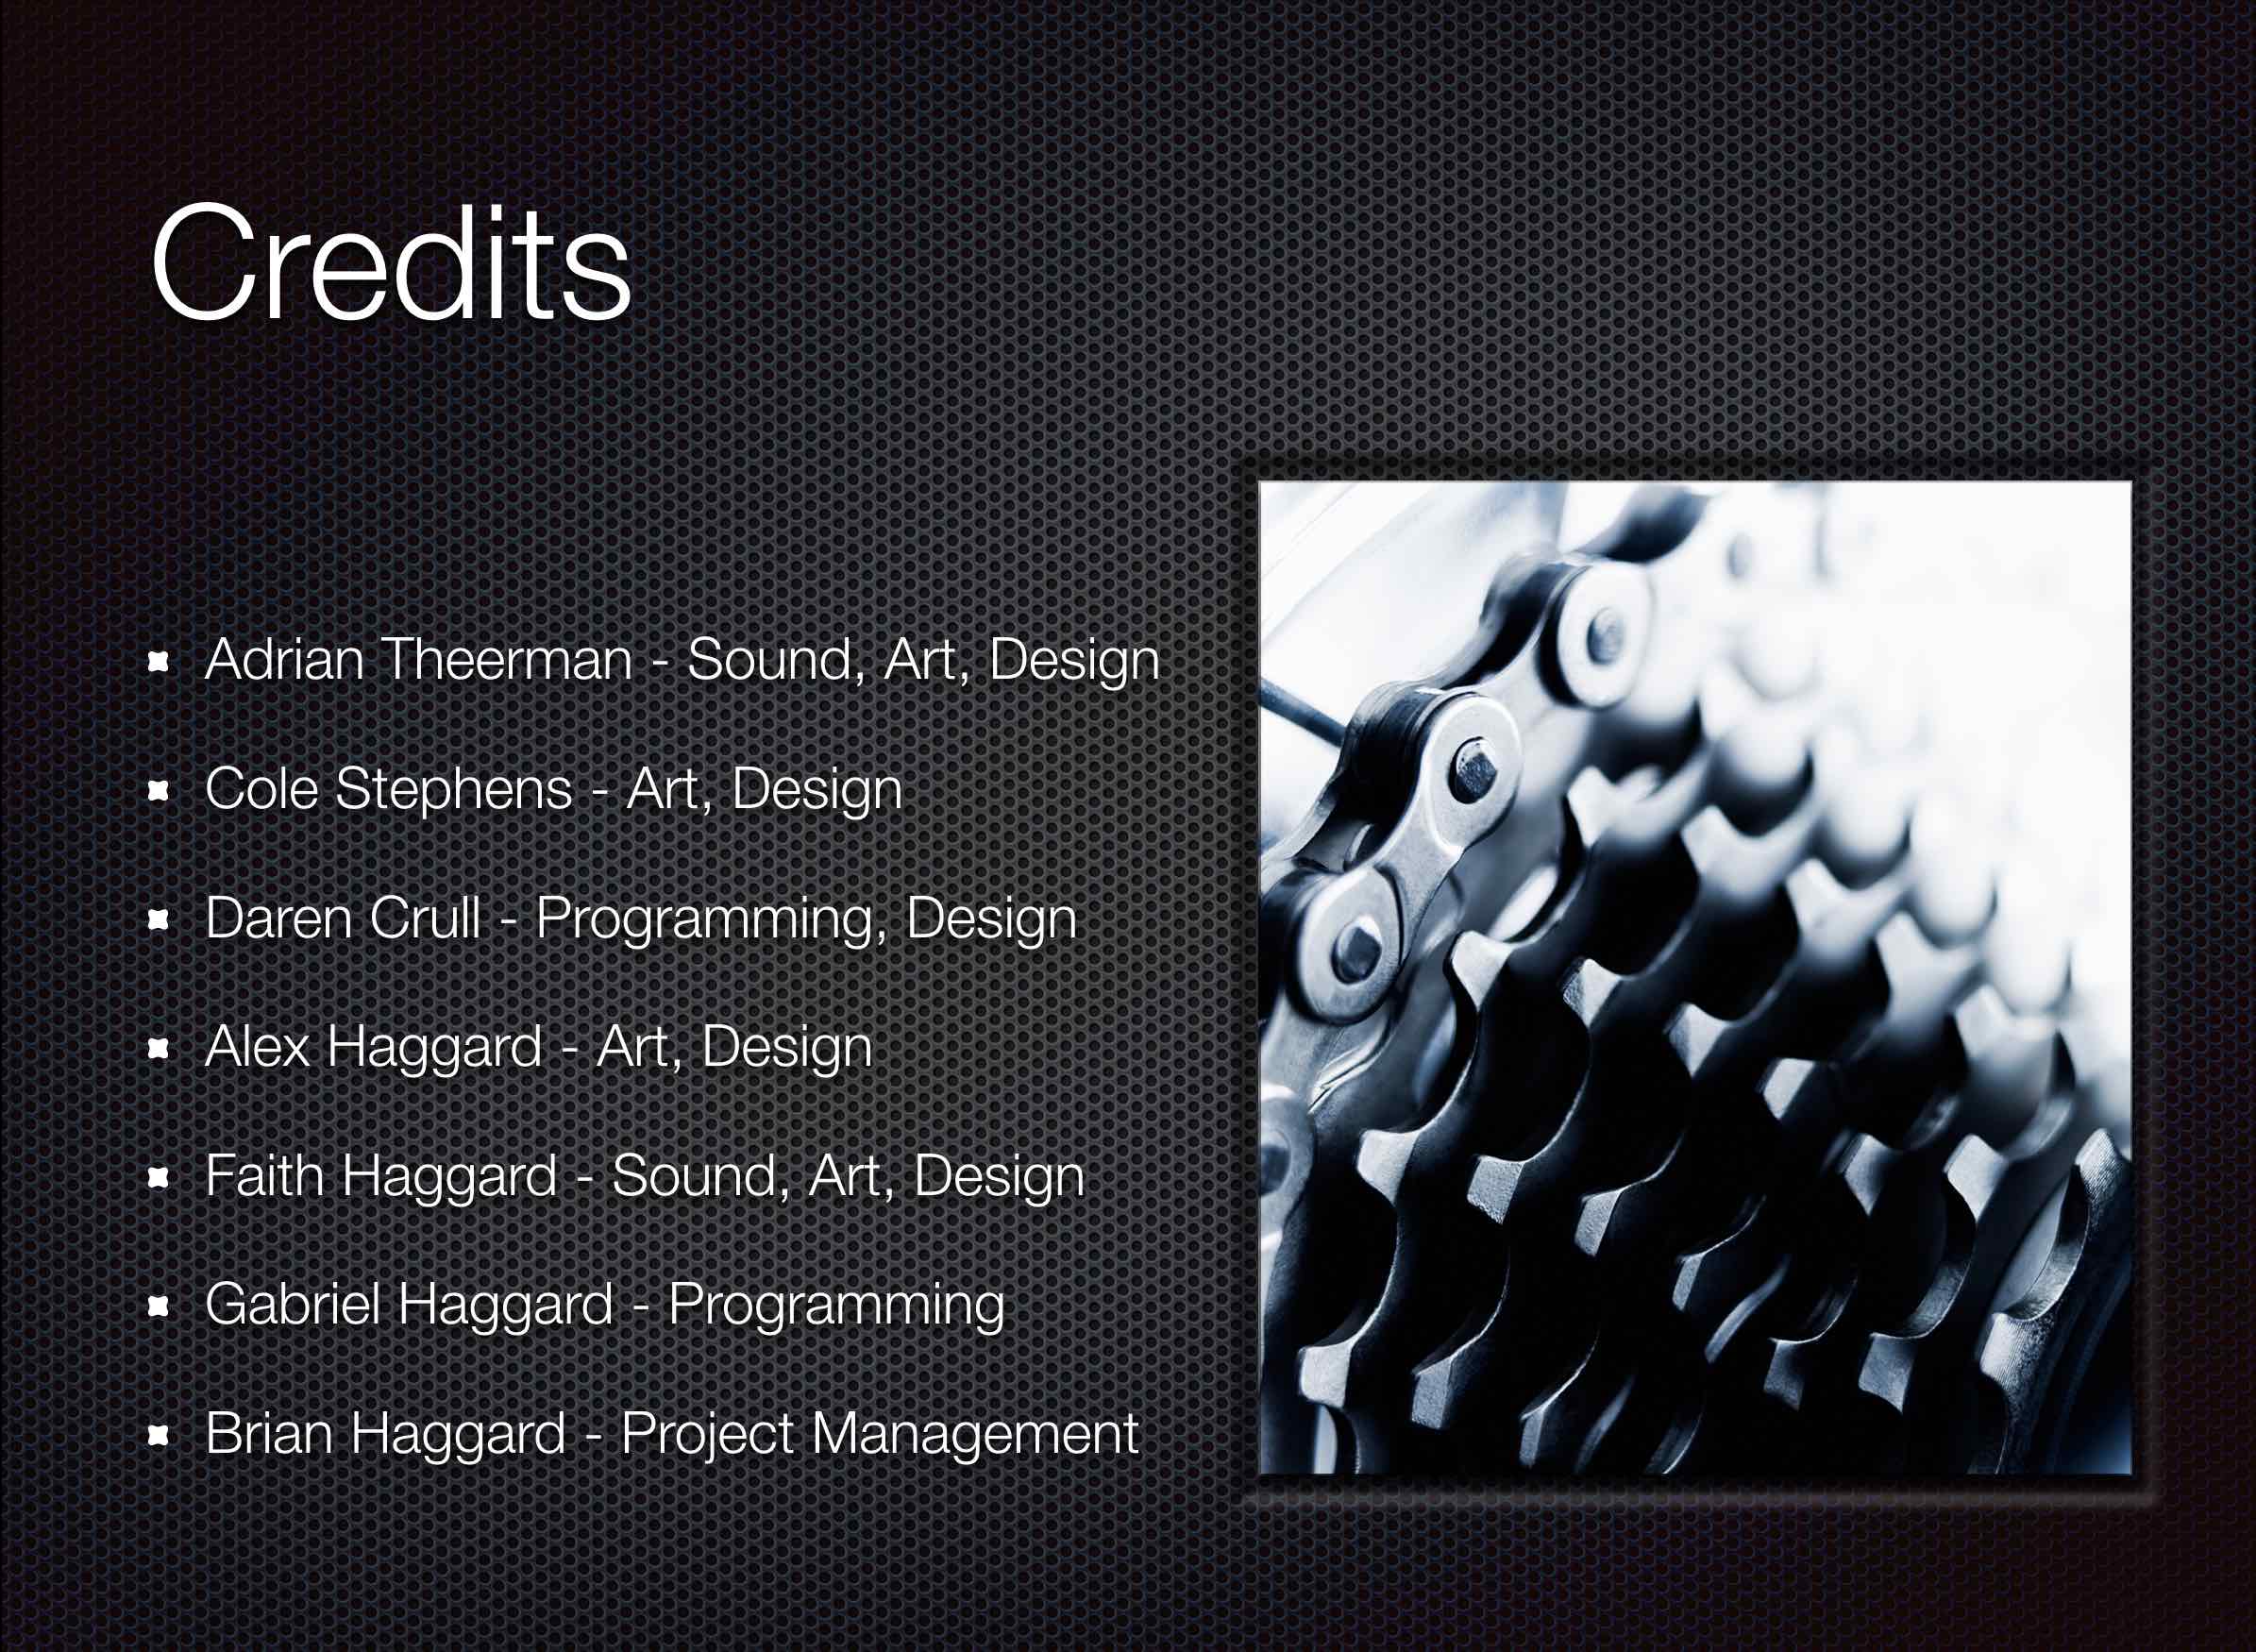 Credits
Adrian Theerman - Sound, Art, Design
Cole Stephens - Art, Design
Daren Crull - Programming, Design
Alex Haggard - Art, Design
Faith Haggard - Sound, Art, Design
Gabriel Haggard - Programming
Brian Haggard - Project Management